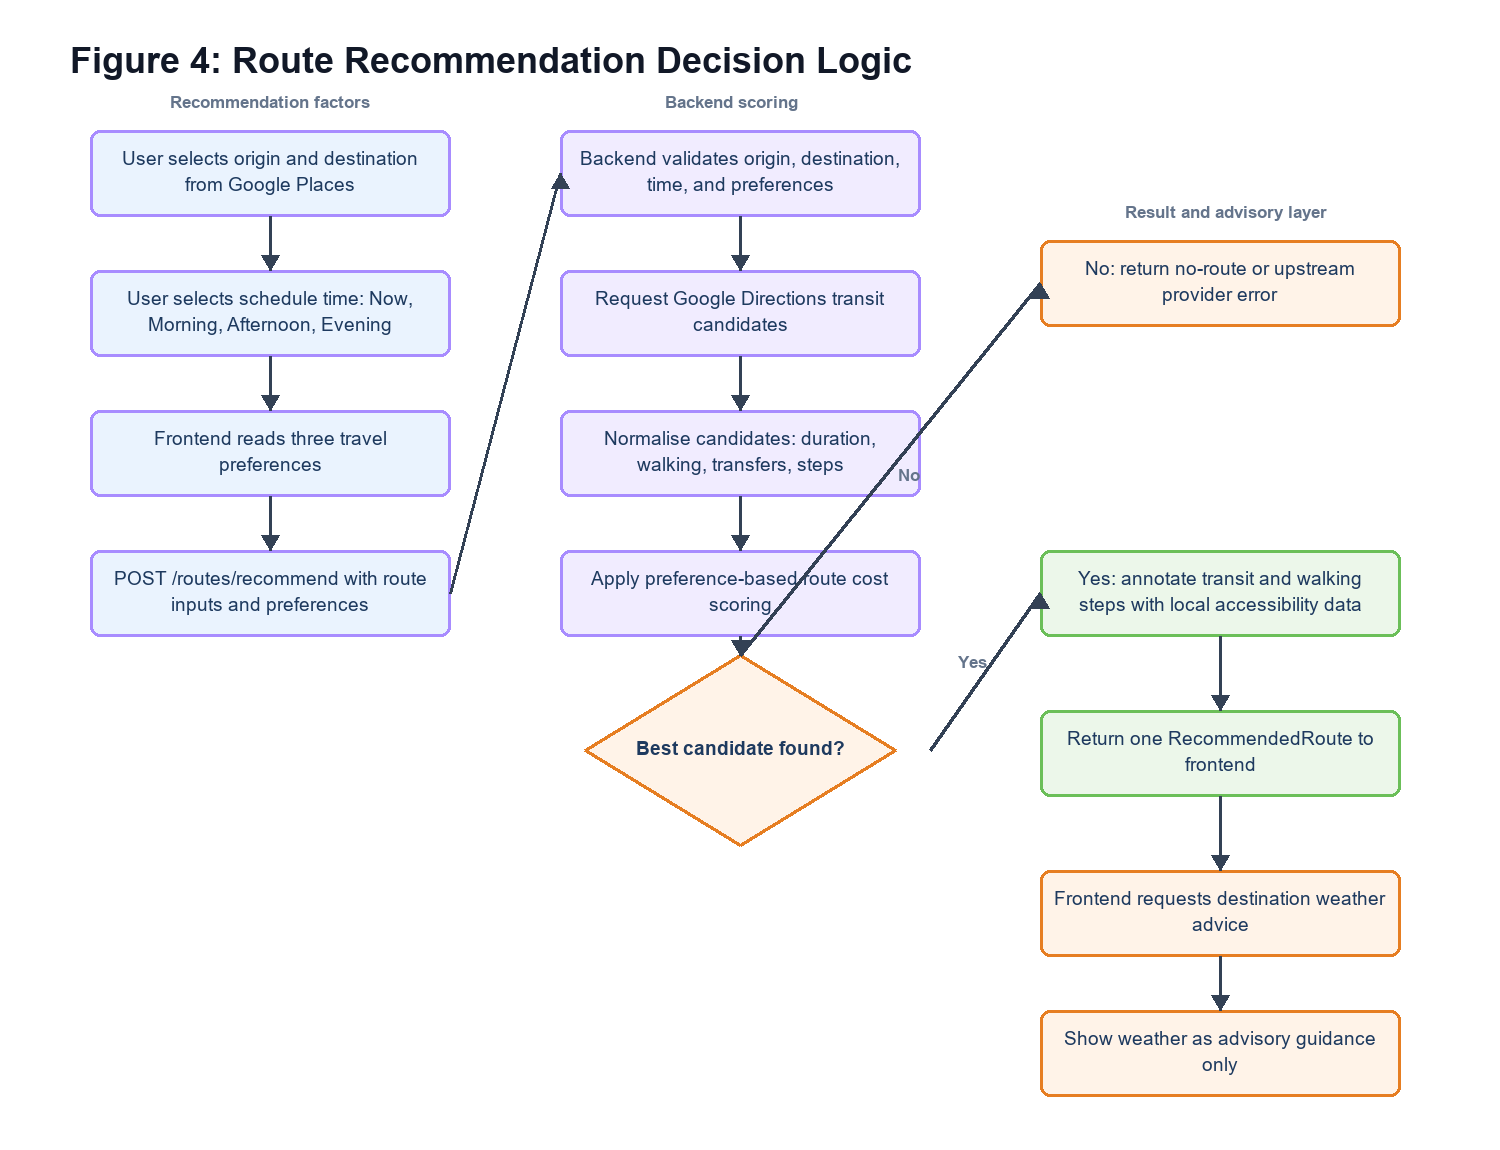 Figure 4: Route Recommendation Decision Logic
Recommendation factors
User selects origin and destination
from Google Places
User selects schedule time: Now,
Morning, Afternoon, Evening
Frontend reads three travel
preferences
POST /routes/recommend with route
inputs and preferences
Backend scoring
Backend validates origin, destination,
time, and preferences
Request Google Directions transit
candidates
Normalise candidates: duration,
walking, transfers, steps
No
Apply preference-based route cost
scoring
Best candidate found?
Yes
Result and advisory layer
No: return no-route or upstream
provider error
Yes: annotate transit and walking
steps with local accessibility data
Return one RecommendedRoute to
frontend
Frontend requests destination weather
advice
Show weather as advisory guidance
only